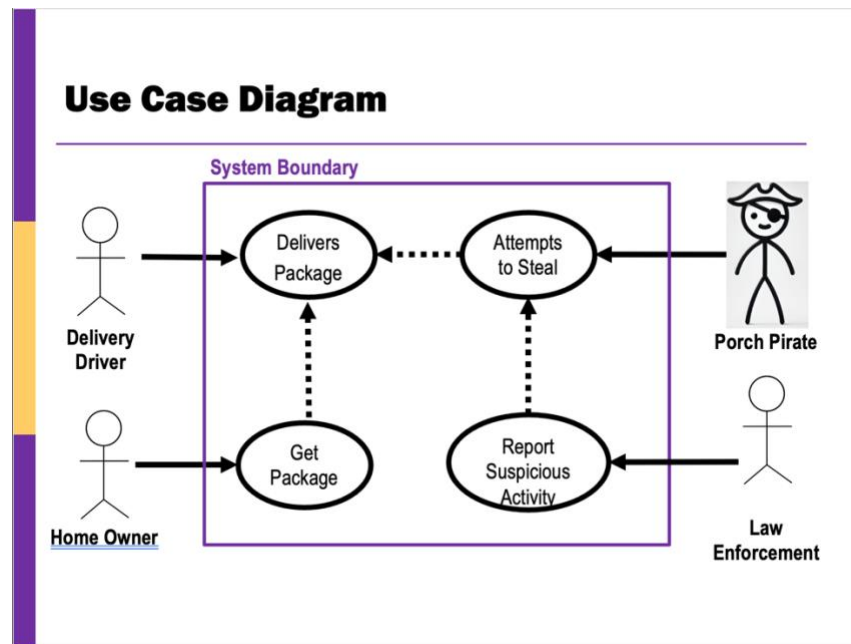 Use Case Diagram
System Boundary
Delivers
Package
Attempts
to Steal
Delivery
Driver
Porch Pirate
Get
Package
Report
Suspicious
Activity
Home Owner
Law
Enforcement